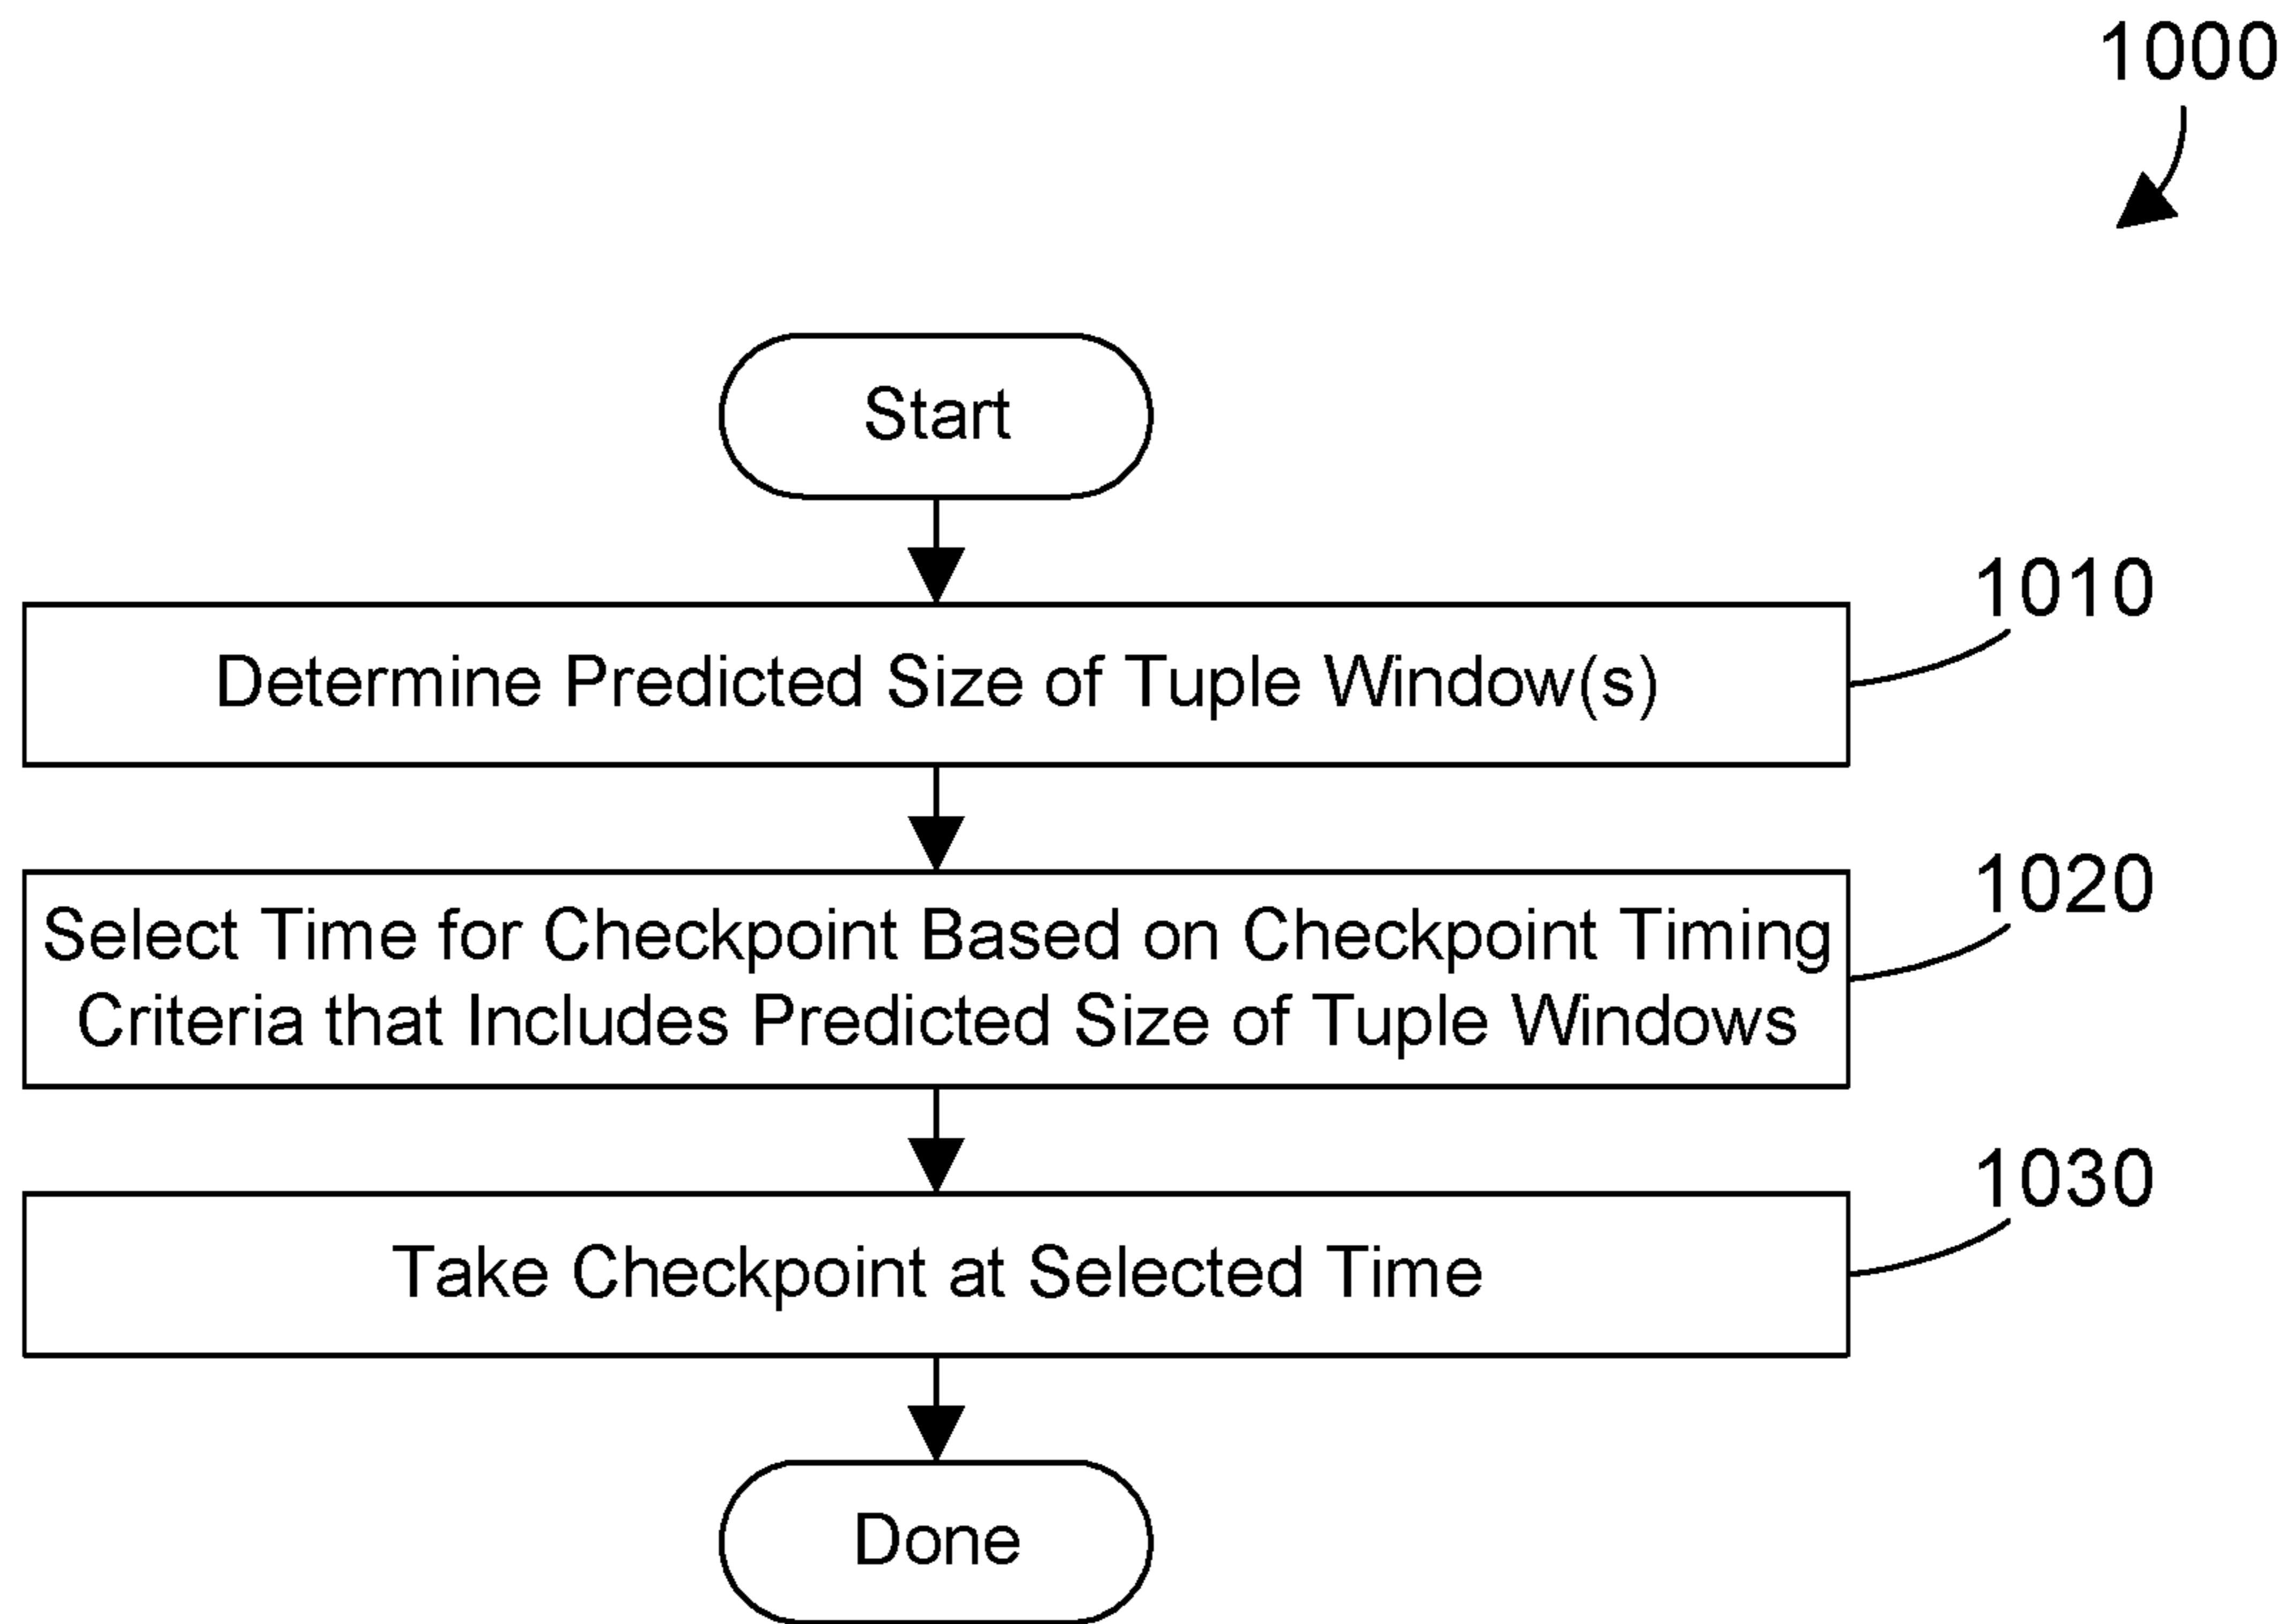 1000
Start
1010
Determine Predicted Size of Tuple Window(s)
1020
Select Time for Checkpoint Based on Checkpoint Timing
Criteria that Includes Predicted Size of Tuple Windows
1030
Take Checkpoint at Selected Time
Done